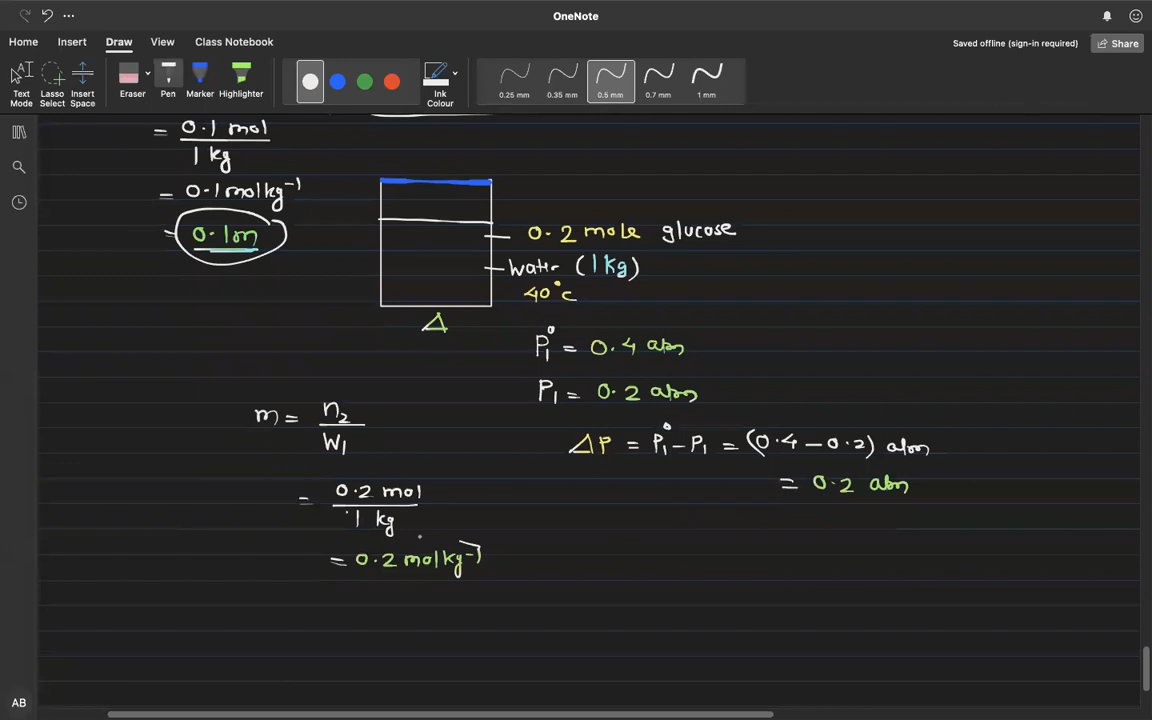 OneNote
Home Insert Draw View Class Notebook
Saved offline (sign-in required) Share
Text Mode
Lasso Select
Insert Space
Eraser
Pen
Marker
Highlighter
Ink Colour
0.25 mm 0.35 mm 0.5 mm 0.7 mm 1 mm
= 0.1 mol / 1 kg
= 0.1 mol kg⁻¹
= 0.1m
0.2 mole glucose
Water (1 kg)
40°c
Δ
P₁° = 0.4 atm
P₁ = 0.2 atm
m = n₂ / W₁
ΔP = P₁° - P₁ = (0.4 - 0.2) atm
= 0.2 atm
= 0.2 mol / 1 kg
= 0.2 mol kg⁻¹
AB